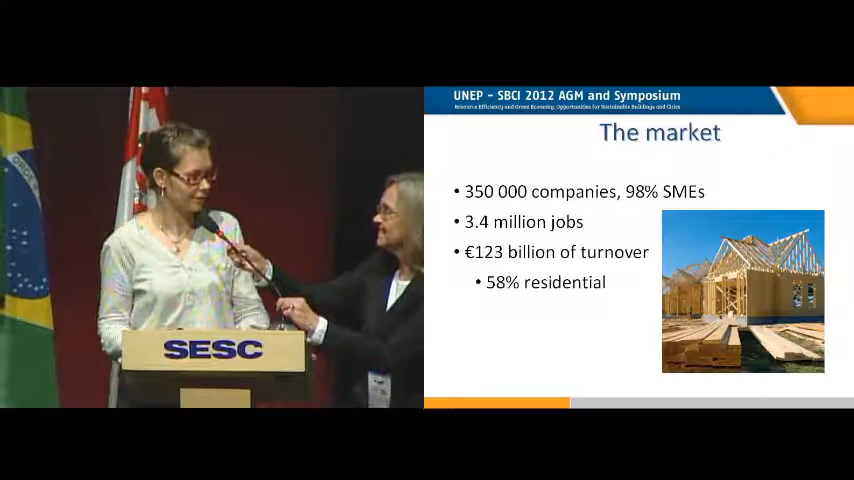 UNEP – SBCI 2012 AGM and Symposium
Resource Efficiency and Green Economy, Opportunities for Sustainable Buildings and Cities
The market
• 350 000 companies, 98% SMEs
• 3.4 million jobs
• €123 billion of turnover
• 58% residential
SESC
ORDE